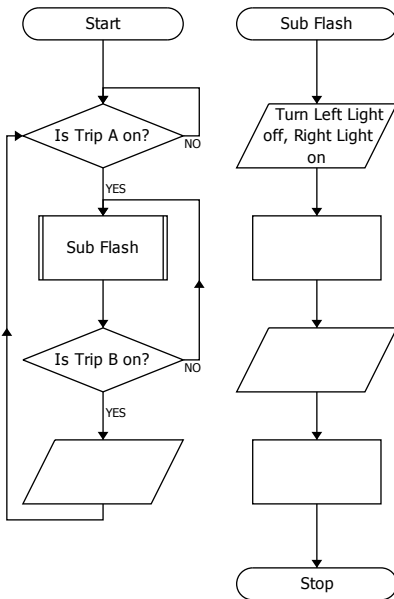 Start
Is Trip A on?
NO
YES
Sub Flash
Is Trip B on?
NO
YES
Sub Flash
Turn Left Light
off, Right Light
on
Stop